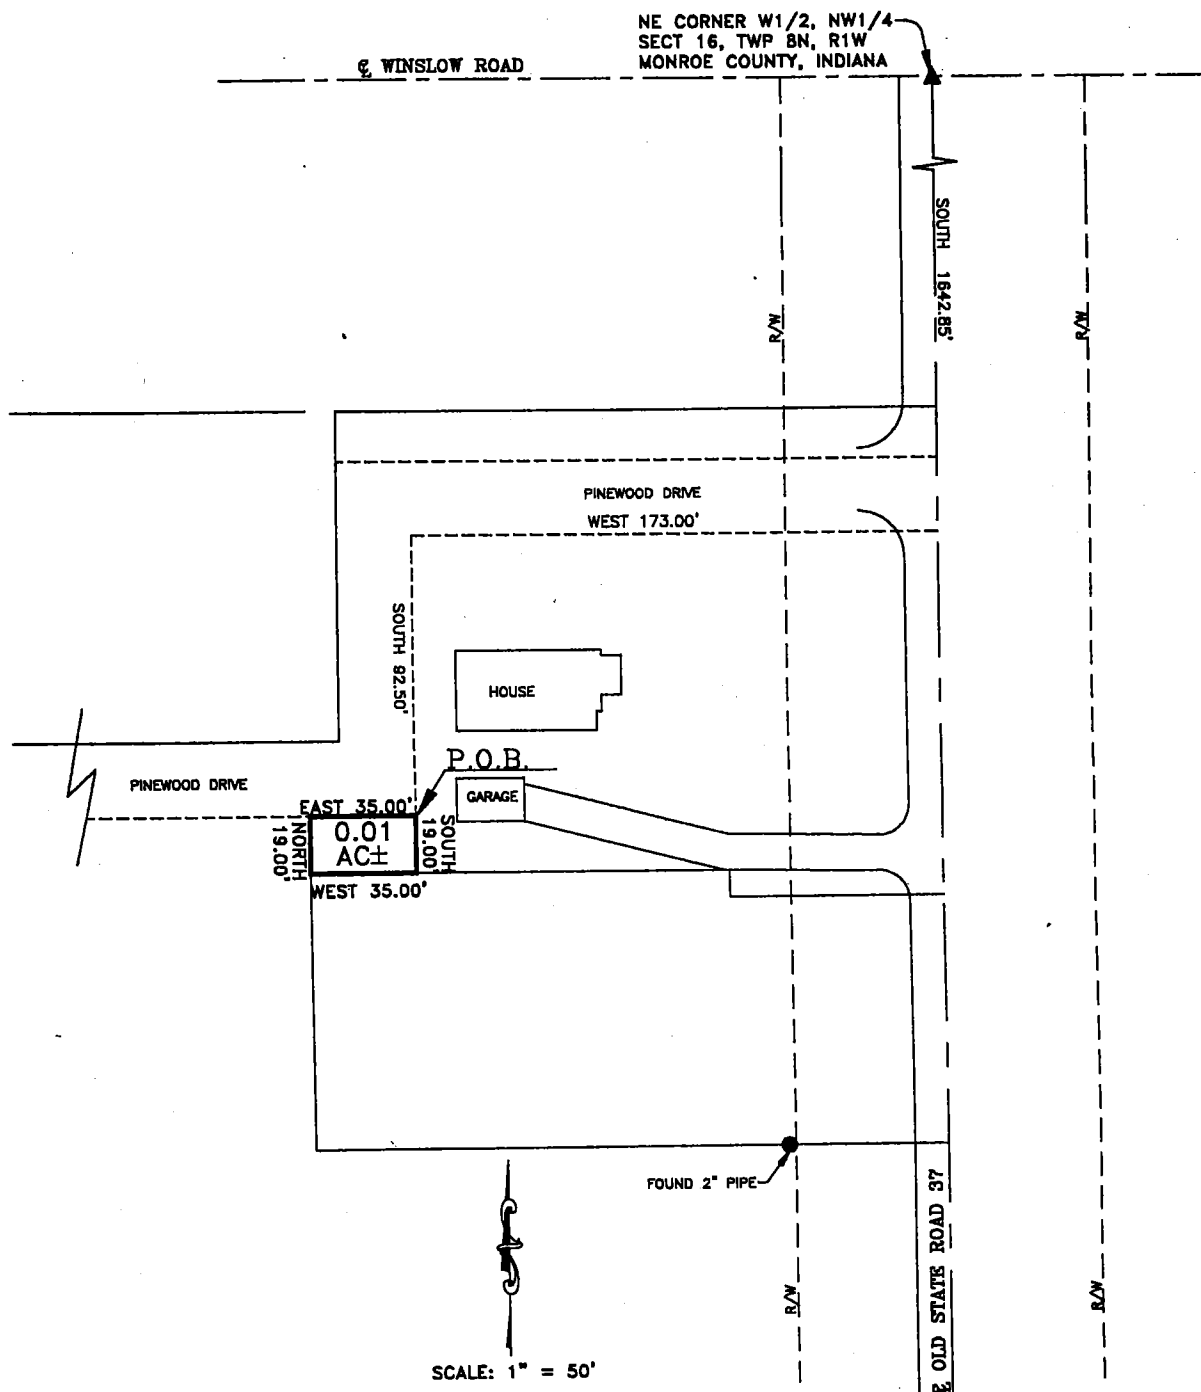 NE CORNER W1/2, NW1/4
SECT 16, TWP 8N, R1W
MONROE COUNTY, INDIANA
℄ WINSLOW ROAD
SOUTH 1642.85'
R/W
R/W
PINEWOOD DRIVE
WEST 173.00'
SOUTH 92.50'
HOUSE
P.O.B.
PINEWOOD DRIVE
GARAGE
EAST 35.00'
NORTH
19.00'
0.01
AC±
SOUTH
19.00'
WEST 35.00'
FOUND 2" PIPE
OLD STATE ROAD 37
R/W
R/W
SCALE: 1" = 50'